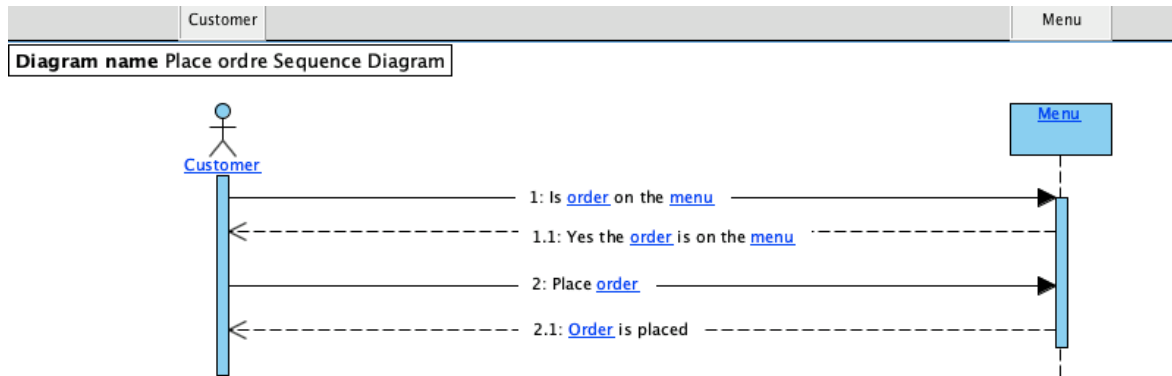 Customer Menu
Diagram name Place ordre Sequence Diagram
Menu
Customer
1: Is order on the menu
1.1: Yes the order is on the menu
2: Place order
2.1: Order is placed